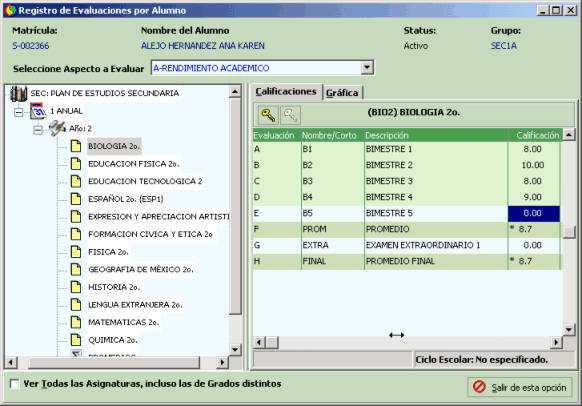 Registro de Evaluaciones por Alumno
Matrícula: Nombre del Alumno Status: Grupo:
S-002366 ALEJO HERNANDEZ ANA KAREN Activo SEC1A
Seleccione Aspecto a Evaluar A-RENDIMIENTO ACADEMICO
SEC: PLAN DE ESTUDIOS SECUNDARIA
1 ANUAL
Año: 2
BIOLOGIA 2o.
EDUCACION FISICA 2o.
EDUCACION TECNOLOGICA 2
ESPAÑOL 2o. (ESP1)
EXPRESION Y APRECIACION ARTISTI
FORMACION CIVICA Y ETICA 2o
FISICA 2o.
GEOGRAFIA DE MÉXICO 2o.
HISTORIA 2o.
LENGUA EXTRANJERA 2o.
MATEMATICAS 2o.
QUIMICA 2o.
PROMEDIOS
Calificaciones Gráfica
(BIO2) BIOLOGIA 2o.
Evaluación Nombre/Corto Descripción Calificación
A B1 BIMESTRE 1 8.00
B B2 BIMESTRE 2 10.00
C B3 BIMESTRE 3 8.00
D B4 BIMESTRE 4 9.00
E B5 BIMESTRE 5 0.00
F PROM PROMEDIO * 8.7
G EXTRA EXAMEN EXTRAORDINARIO 1 0.00
H FINAL PROMEDIO FINAL * 8.7
Ciclo Escolar: No especificado.
Ver Todas las Asignaturas, incluso las de Grados distintos
Salir de esta opción